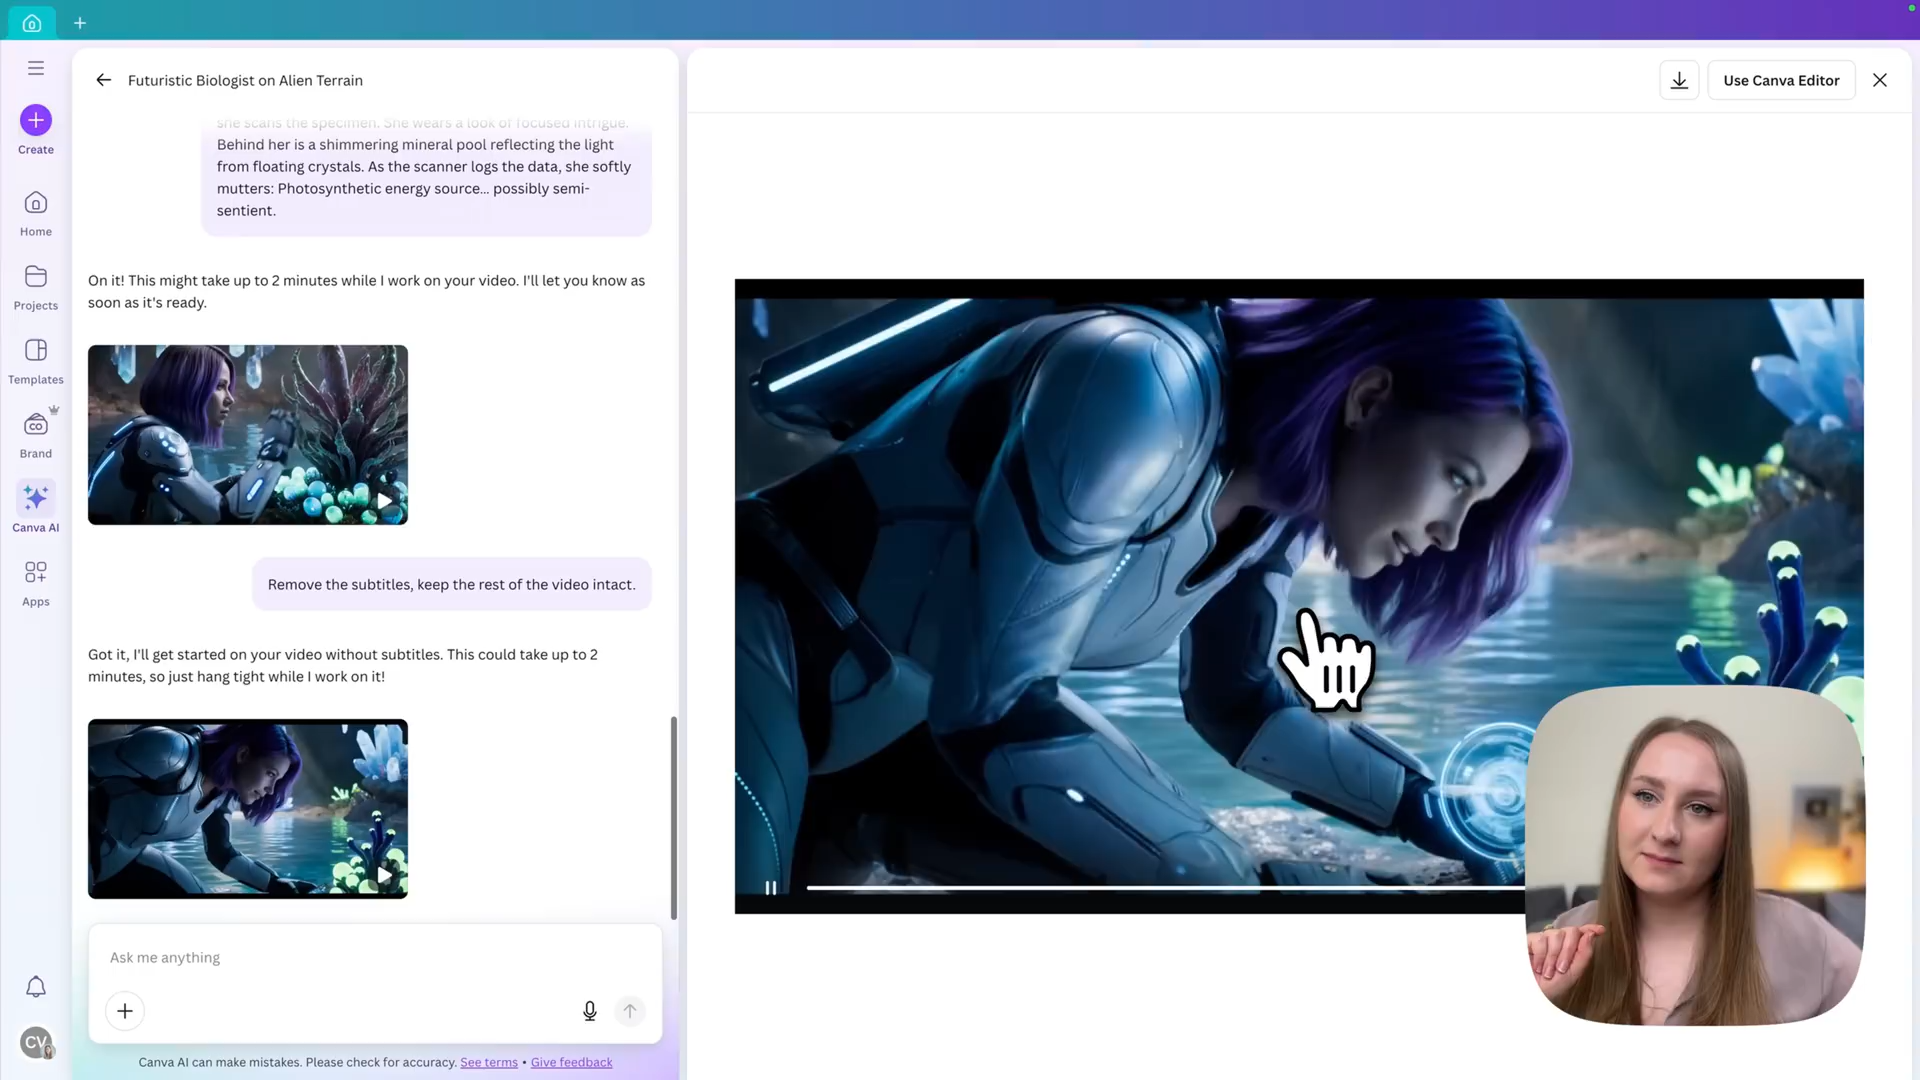 Futuristic Biologist on Alien Terrain
Use Canva Editor
Create
Home
Projects
Templates
CO
Brand
Canva AI
Apps
CV
she scans the specimen. She wears a look of focused intrigue.
Behind her is a shimmering mineral pool reflecting the light
from floating crystals. As the scanner logs the data, she softly
mutters: Photosynthetic energy source... possibly semi-
sentient.
On it! This might take up to 2 minutes while I work on your video. I'll let you know as
soon as it's ready.
Remove the subtitles, keep the rest of the video intact.
Got it, I'll get started on your video without subtitles. This could take up to 2
minutes, so just hang tight while I work on it!
Ask me anything
Canva AI can make mistakes. Please check for accuracy. See terms • Give feedback